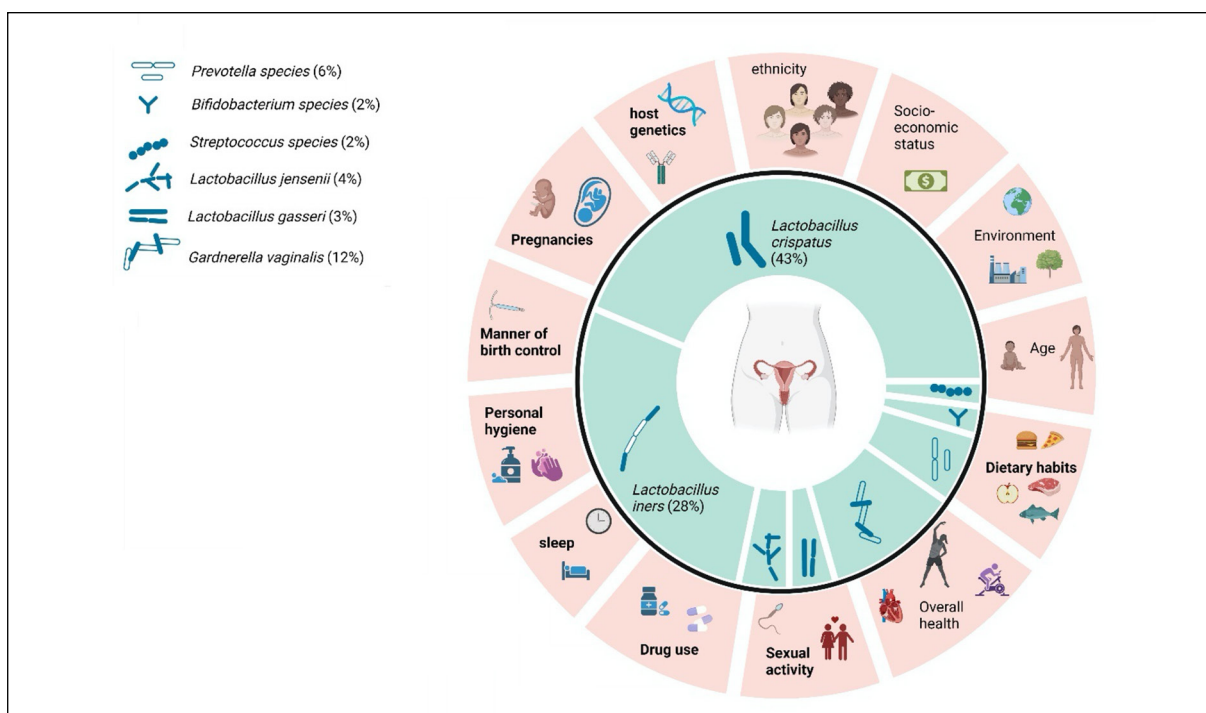 Prevotella species (6%)
Bifidobacterium species (2%)
Streptococcus species (2%)
Lactobacillus jensenii (4%)
Lactobacillus gasseri (3%)
Gardnerella vaginalis (12%)
ethnicity
host
genetics
Socio-
economic
status
Pregnancies
Lactobacillus
crispatus
(43%)
Environment
Manner of
birth control
Age
Personal
hygiene
Dietary habits
Lactobacillus
iners (28%)
sleep
Overall
health
Drug use
Sexual
activity
$